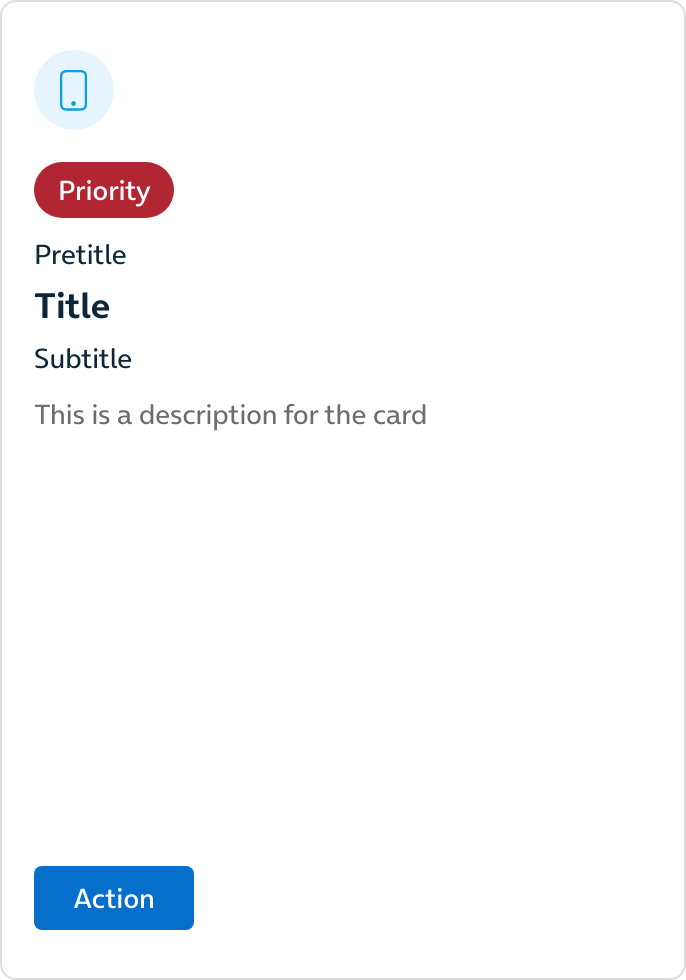 Priority
Pretitle
Title
Subtitle
This is a description for the card
Action